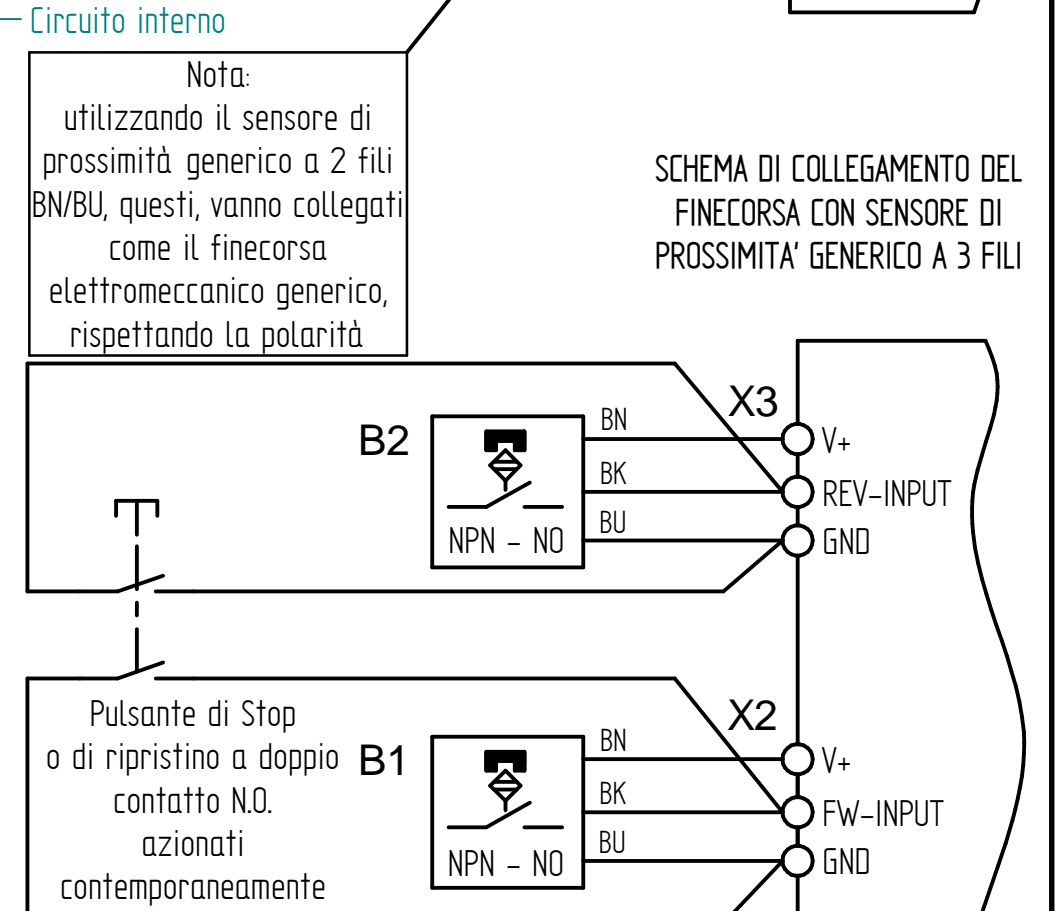 Circuito interno
Nota:
utilizzando il sensore di
prossimità generico a 2 fili
BN/BU, questi, vanno collegati
come il finecorsa
elettromeccanico generico,
rispettando la polarità
SCHEMA DI COLLEGAMENTO DEL
FINECORSA CON SENSORE DI
PROSSIMITA' GENERICO A 3 FILI
X3
B2
BN
V+
BK
REV-INPUT
BU
GND
NPN - NO
X2
Pulsante di Stop
o di ripristino a doppio
contatto N.O.
azionati
contemporaneamente
B1
BN
V+
BK
FW-INPUT
BU
GND
NPN - NO